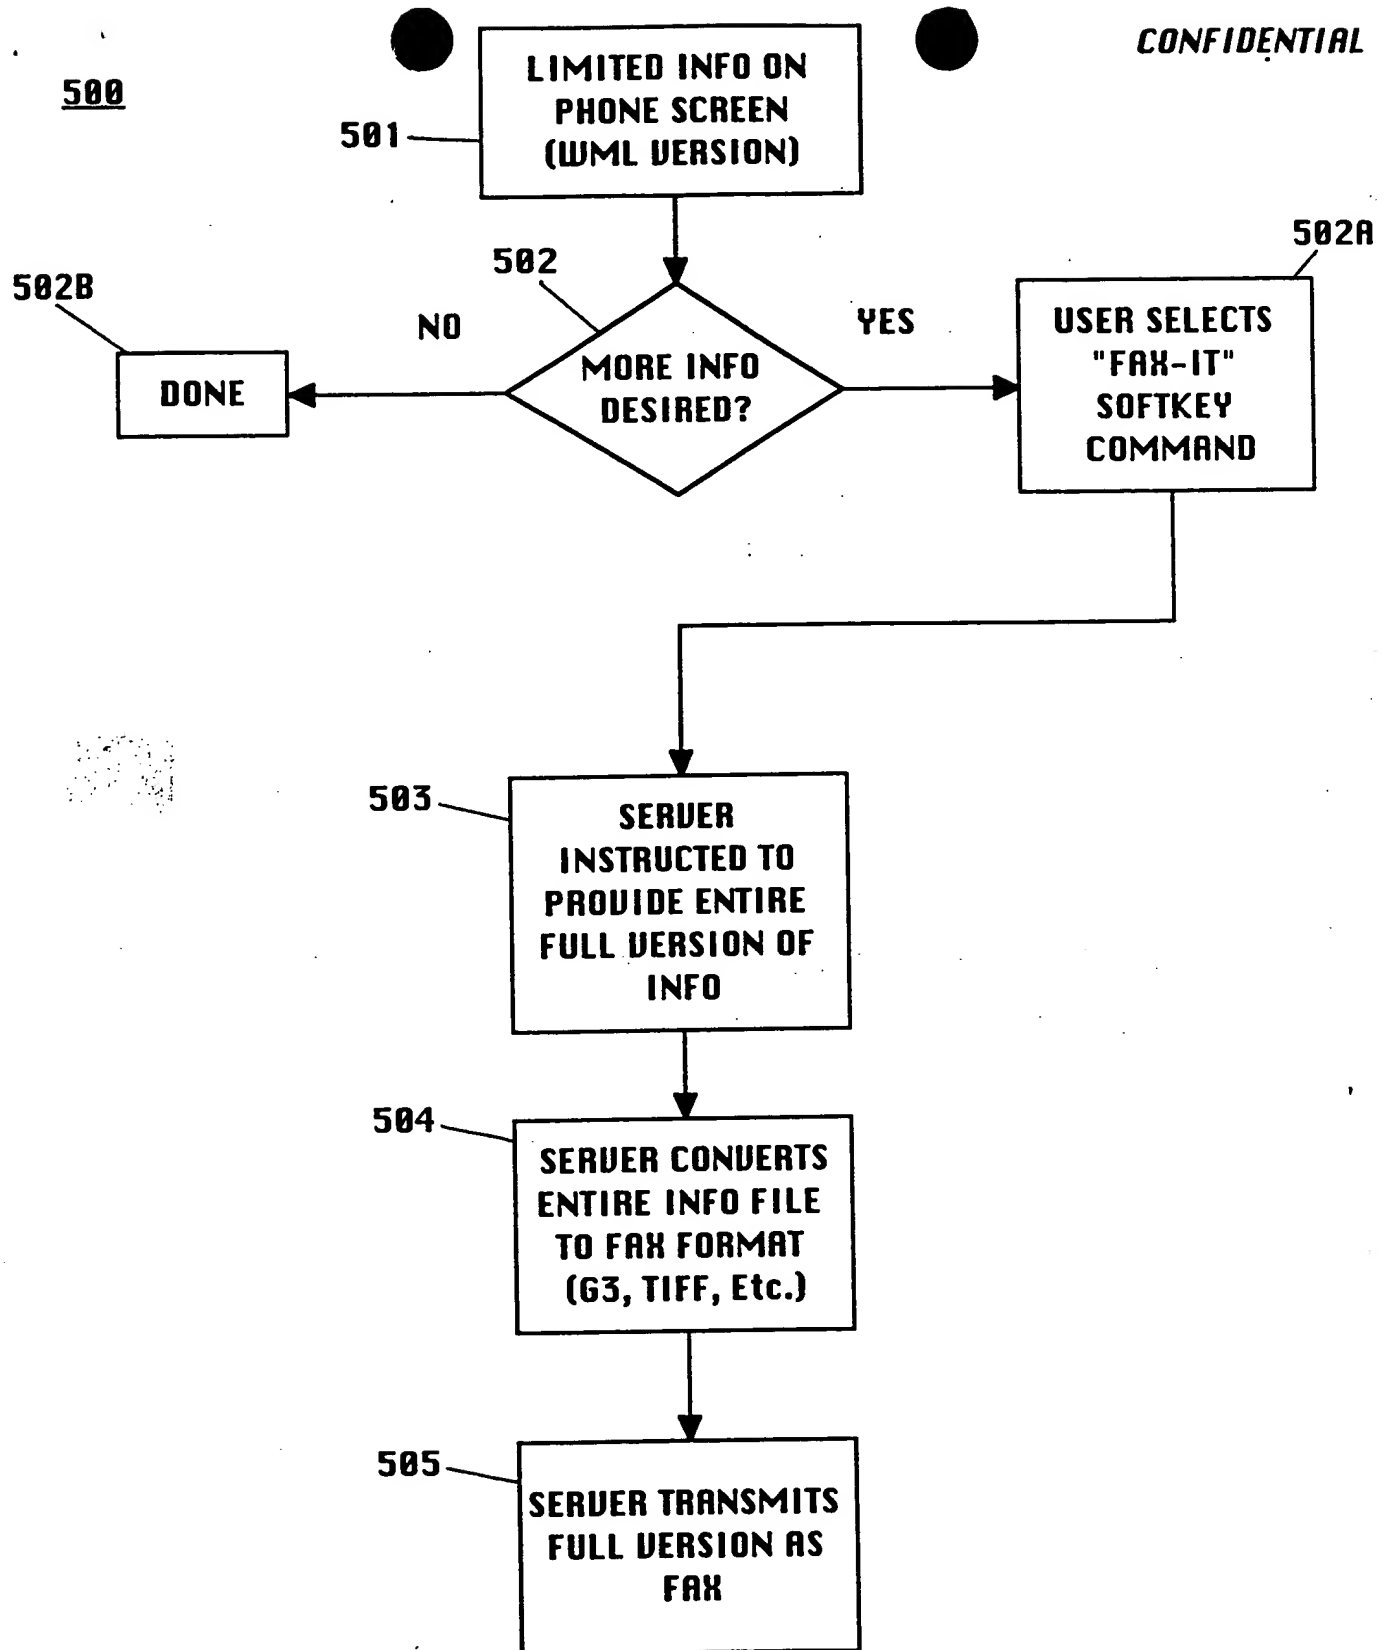 CONFIDENTIAL
500
501
LIMITED INFO ON
PHONE SCREEN
(WML VERSION)
502
502A
502B
NO
YES
DONE
MORE INFO
DESIRED?
USER SELECTS
"FAX-IT"
SOFTKEY
COMMAND
503
SERVER
INSTRUCTED TO
PROVIDE ENTIRE
FULL VERSION OF
INFO
504
SERVER CONVERTS
ENTIRE INFO FILE
TO FAX FORMAT
(G3, TIFF, Etc.)
505
SERVER TRANSMITS
FULL VERSION AS
FAX